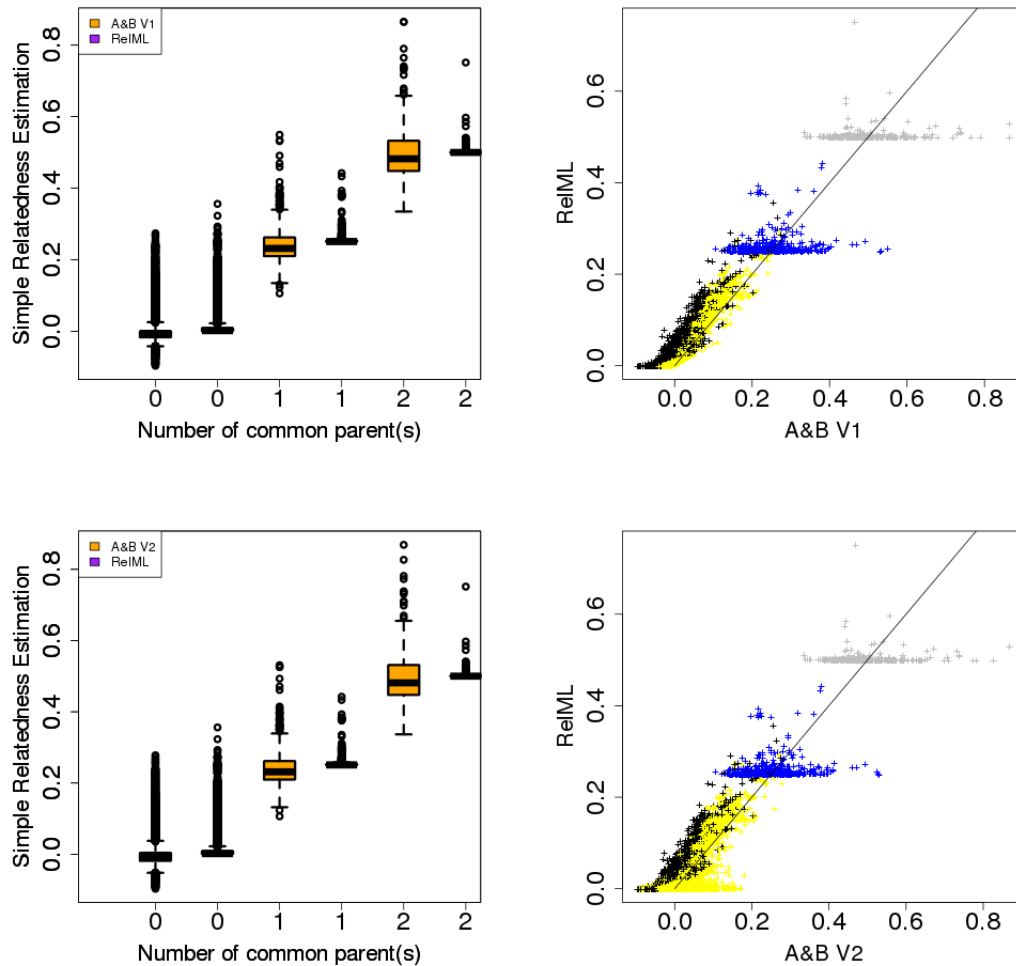 A&B V1
RelML
Simple Relatedness Estimation
0.0 0.2 0.4 0.6 0.8
0 0 1 1 2 2
Number of common parent(s)
RelML
0.0 0.2 0.4 0.6
0.0 0.2 0.4 0.6 0.8
A&B V1
A&B V2
RelML
Simple Relatedness Estimation
0.0 0.2 0.4 0.6 0.8
0 0 1 1 2 2
Number of common parent(s)
RelML
0.0 0.2 0.4 0.6
0.0 0.2 0.4 0.6 0.8
A&B V2